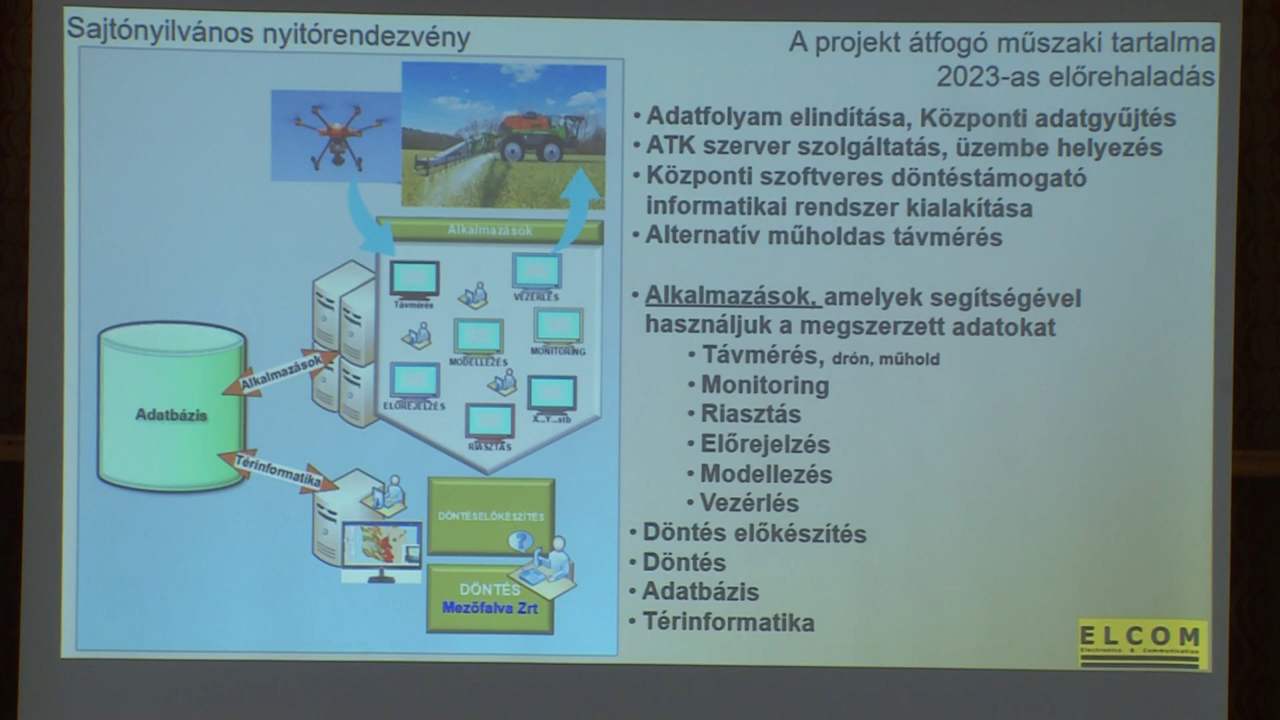 Sajtónyilvános nyitórendezvény
A projekt átfogó műszaki tartalma
2023-as előrehaladás
• Adatfolyam elindítása, Központi adatgyűjtés
• ATK szerver szolgáltatás, üzembe helyezés
• Központi szoftveres döntéstámogató
informatikai rendszer kialakítása
• Alternatív műholdas távmérés
• Alkalmazások, amelyek segítségével
használjuk a megszerzett adatokat
• Távmérés, drón, műhold
• Monitoring
• Riasztás
• Előrejelzés
• Modellezés
• Vezérlés
• Döntés előkészítés
• Döntés
• Adatbázis
• Térinformatika
Alkalmazások
Távmérés
VEZÉRLÉS
MODELLEZÉS
MONITORING
ELŐREJELZÉS
X...Y...stb
RIASZTÁS
Alkalmazások
Adatbázis
Térinformatika
DÖNTÉSELŐKÉSZÍTÉS
?
DÖNTÉS
Mezőfalva Zrt
ELCOM
Electronics & Communication